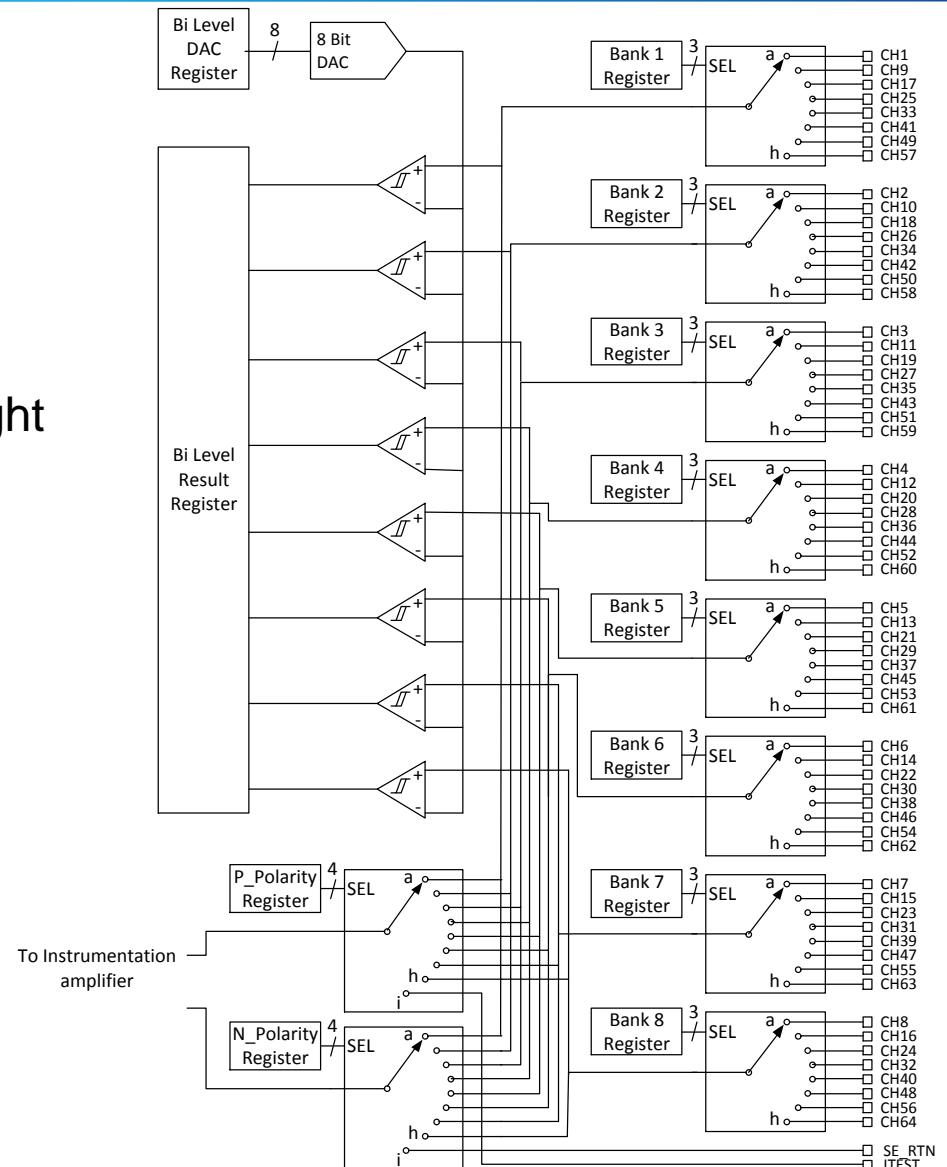 Bi Level
DAC
Register
8
8 Bit
DAC
Bi Level
Result
Register
+
-
+
-
+
-
+
-
+
-
+
-
+
-
+
-
Bank 1
Register
3
SEL
a
h
CH1
CH9
CH17
CH25
CH33
CH41
CH49
CH57
Bank 2
Register
3
SEL
a
h
CH2
CH10
CH18
CH26
CH34
CH42
CH50
CH58
Bank 3
Register
3
SEL
a
h
CH3
CH11
CH19
CH27
CH35
CH43
CH51
CH59
Bank 4
Register
3
SEL
a
h
CH4
CH12
CH20
CH28
CH36
CH44
CH52
CH60
Bank 5
Register
3
SEL
a
h
CH5
CH13
CH21
CH29
CH37
CH45
CH53
CH61
Bank 6
Register
3
SEL
a
h
CH6
CH14
CH22
CH30
CH38
CH46
CH54
CH62
Bank 7
Register
3
SEL
a
h
CH7
CH15
CH23
CH31
CH39
CH47
CH55
CH63
Bank 8
Register
3
SEL
a
h
CH8
CH16
CH24
CH32
CH40
CH48
CH56
CH64
P_Polarity
Register
4
SEL
a
h
i
To Instrumentation
amplifier
N_Polarity
Register
4
SEL
a
h
i
SE_RTN
ITEST